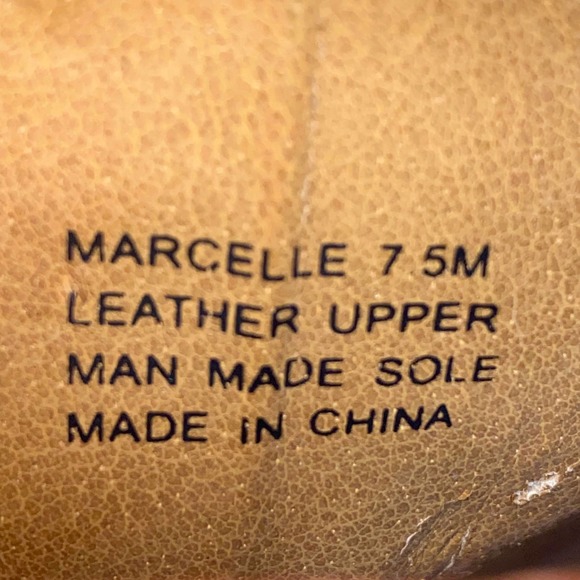 MARCELLE 7 5M
LEATHER UPPER
MAN MADE SOLE
MADE IN CHINA